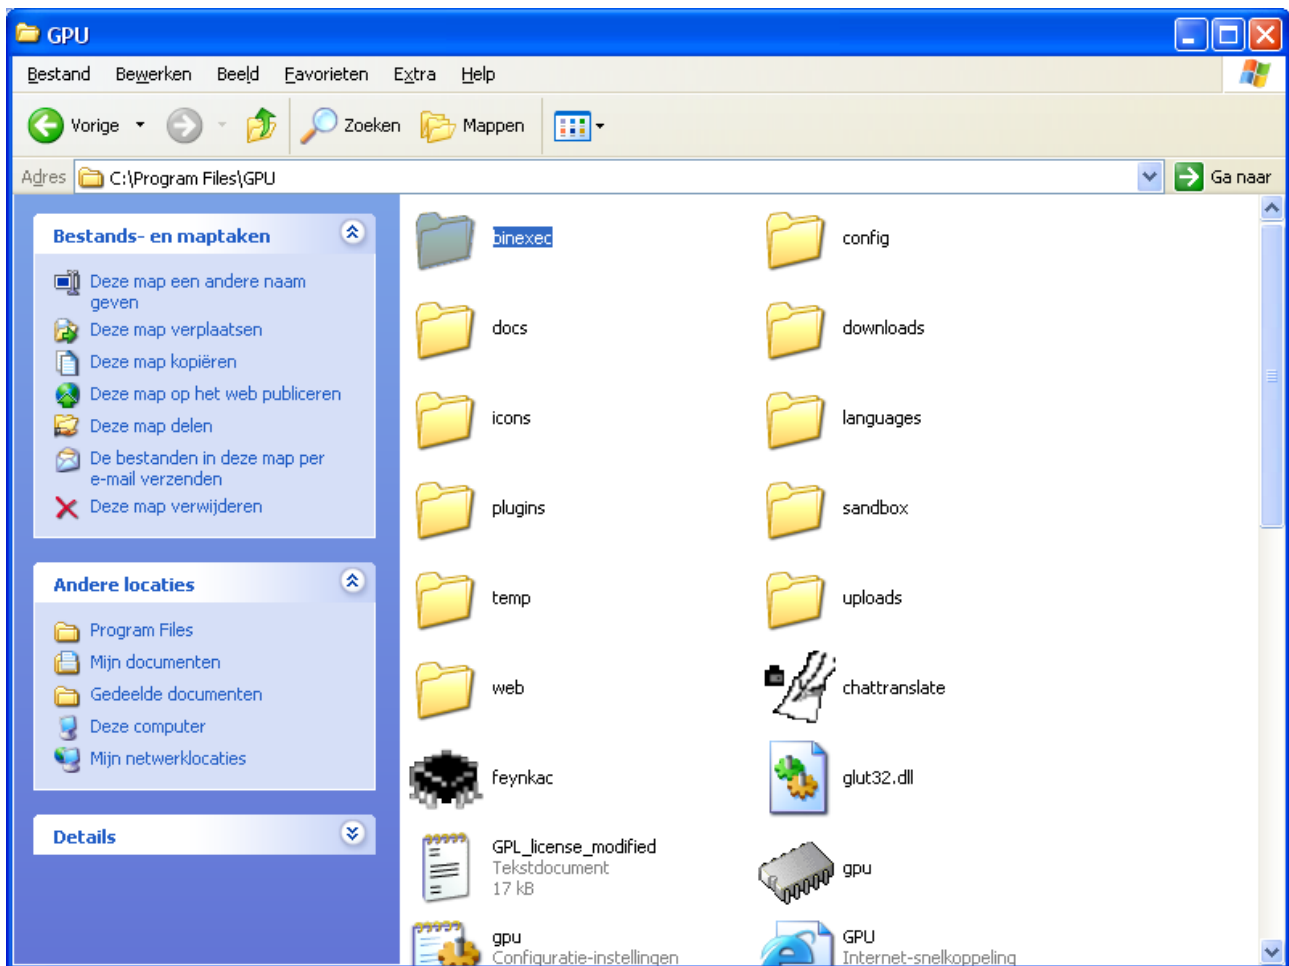 GPU
Bestand Bewerken Beeld Favorieten Extra Help
Vorige Zoeken Mappen
Adres C:\Program Files\GPU Ga naar
Bestands- en maptaken
Deze map een andere naam
geven
Deze map verplaatsen
Deze map kopiëren
Deze map op het web publiceren
Deze map delen
De bestanden in deze map per
e-mail verzenden
Deze map verwijderen
Andere locaties
Program Files
Mijn documenten
Gedeelde documenten
Deze computer
Mijn netwerklocaties
Details
binexec config
docs downloads
icons languages
plugins sandbox
temp uploads
web chattranslate
feynkac glut32.dll
GPL_license_modified
Tekstdocument
17 kB
gpu
gpu
Configuratie-instellingen
GPU
Internet-snelkoppeling